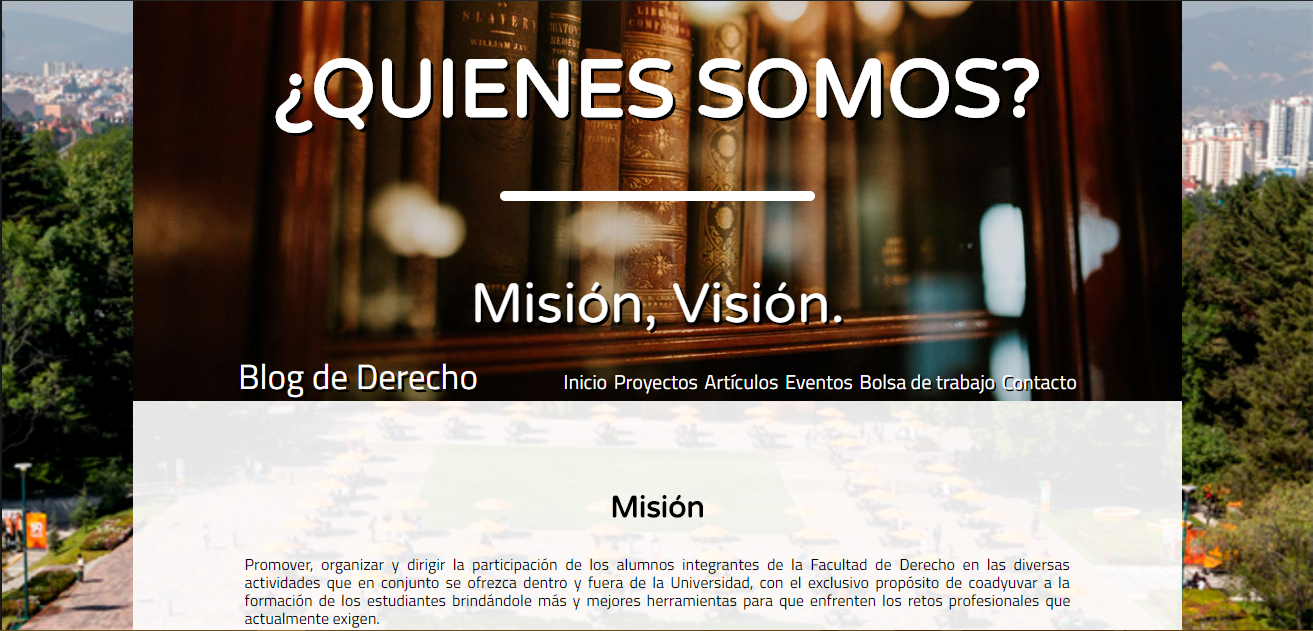 SLAVERY
WILLIAM JAY
¿QUIENES SOMOS?
Misión, Visión.
Blog de Derecho
Inicio Proyectos Artículos Eventos Bolsa de trabajo Contacto
Misión
Promover, organizar y dirigir la participación de los alumnos integrantes de la Facultad de Derecho en las diversas
actividades que en conjunto se ofrezca dentro y fuera de la Universidad, con el exclusivo propósito de coadyuvar a la
formación de los estudiantes brindándole más y mejores herramientas para que enfrenten los retos profesionales que
actualmente exigen.